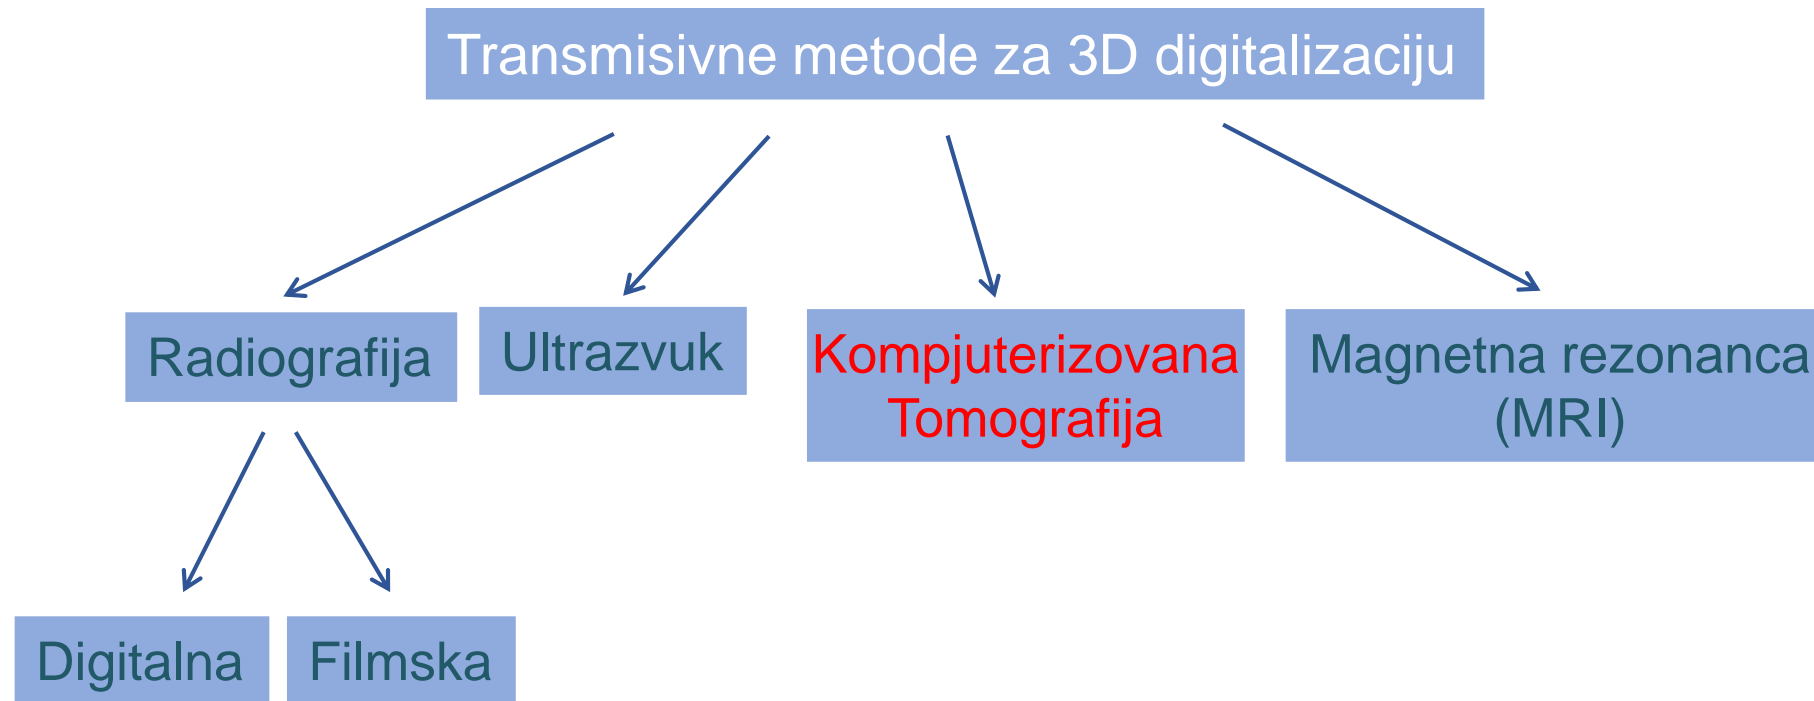 Transmisivne metode za 3D digitalizaciju
Radiografija
Ultrazvuk
Kompjuterizovana
Tomografija
Magnetna rezonanca
(MRI)
Digitalna
Filmska